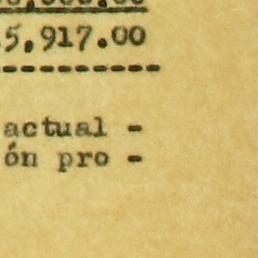 5,917.00
actual -
ón pro -